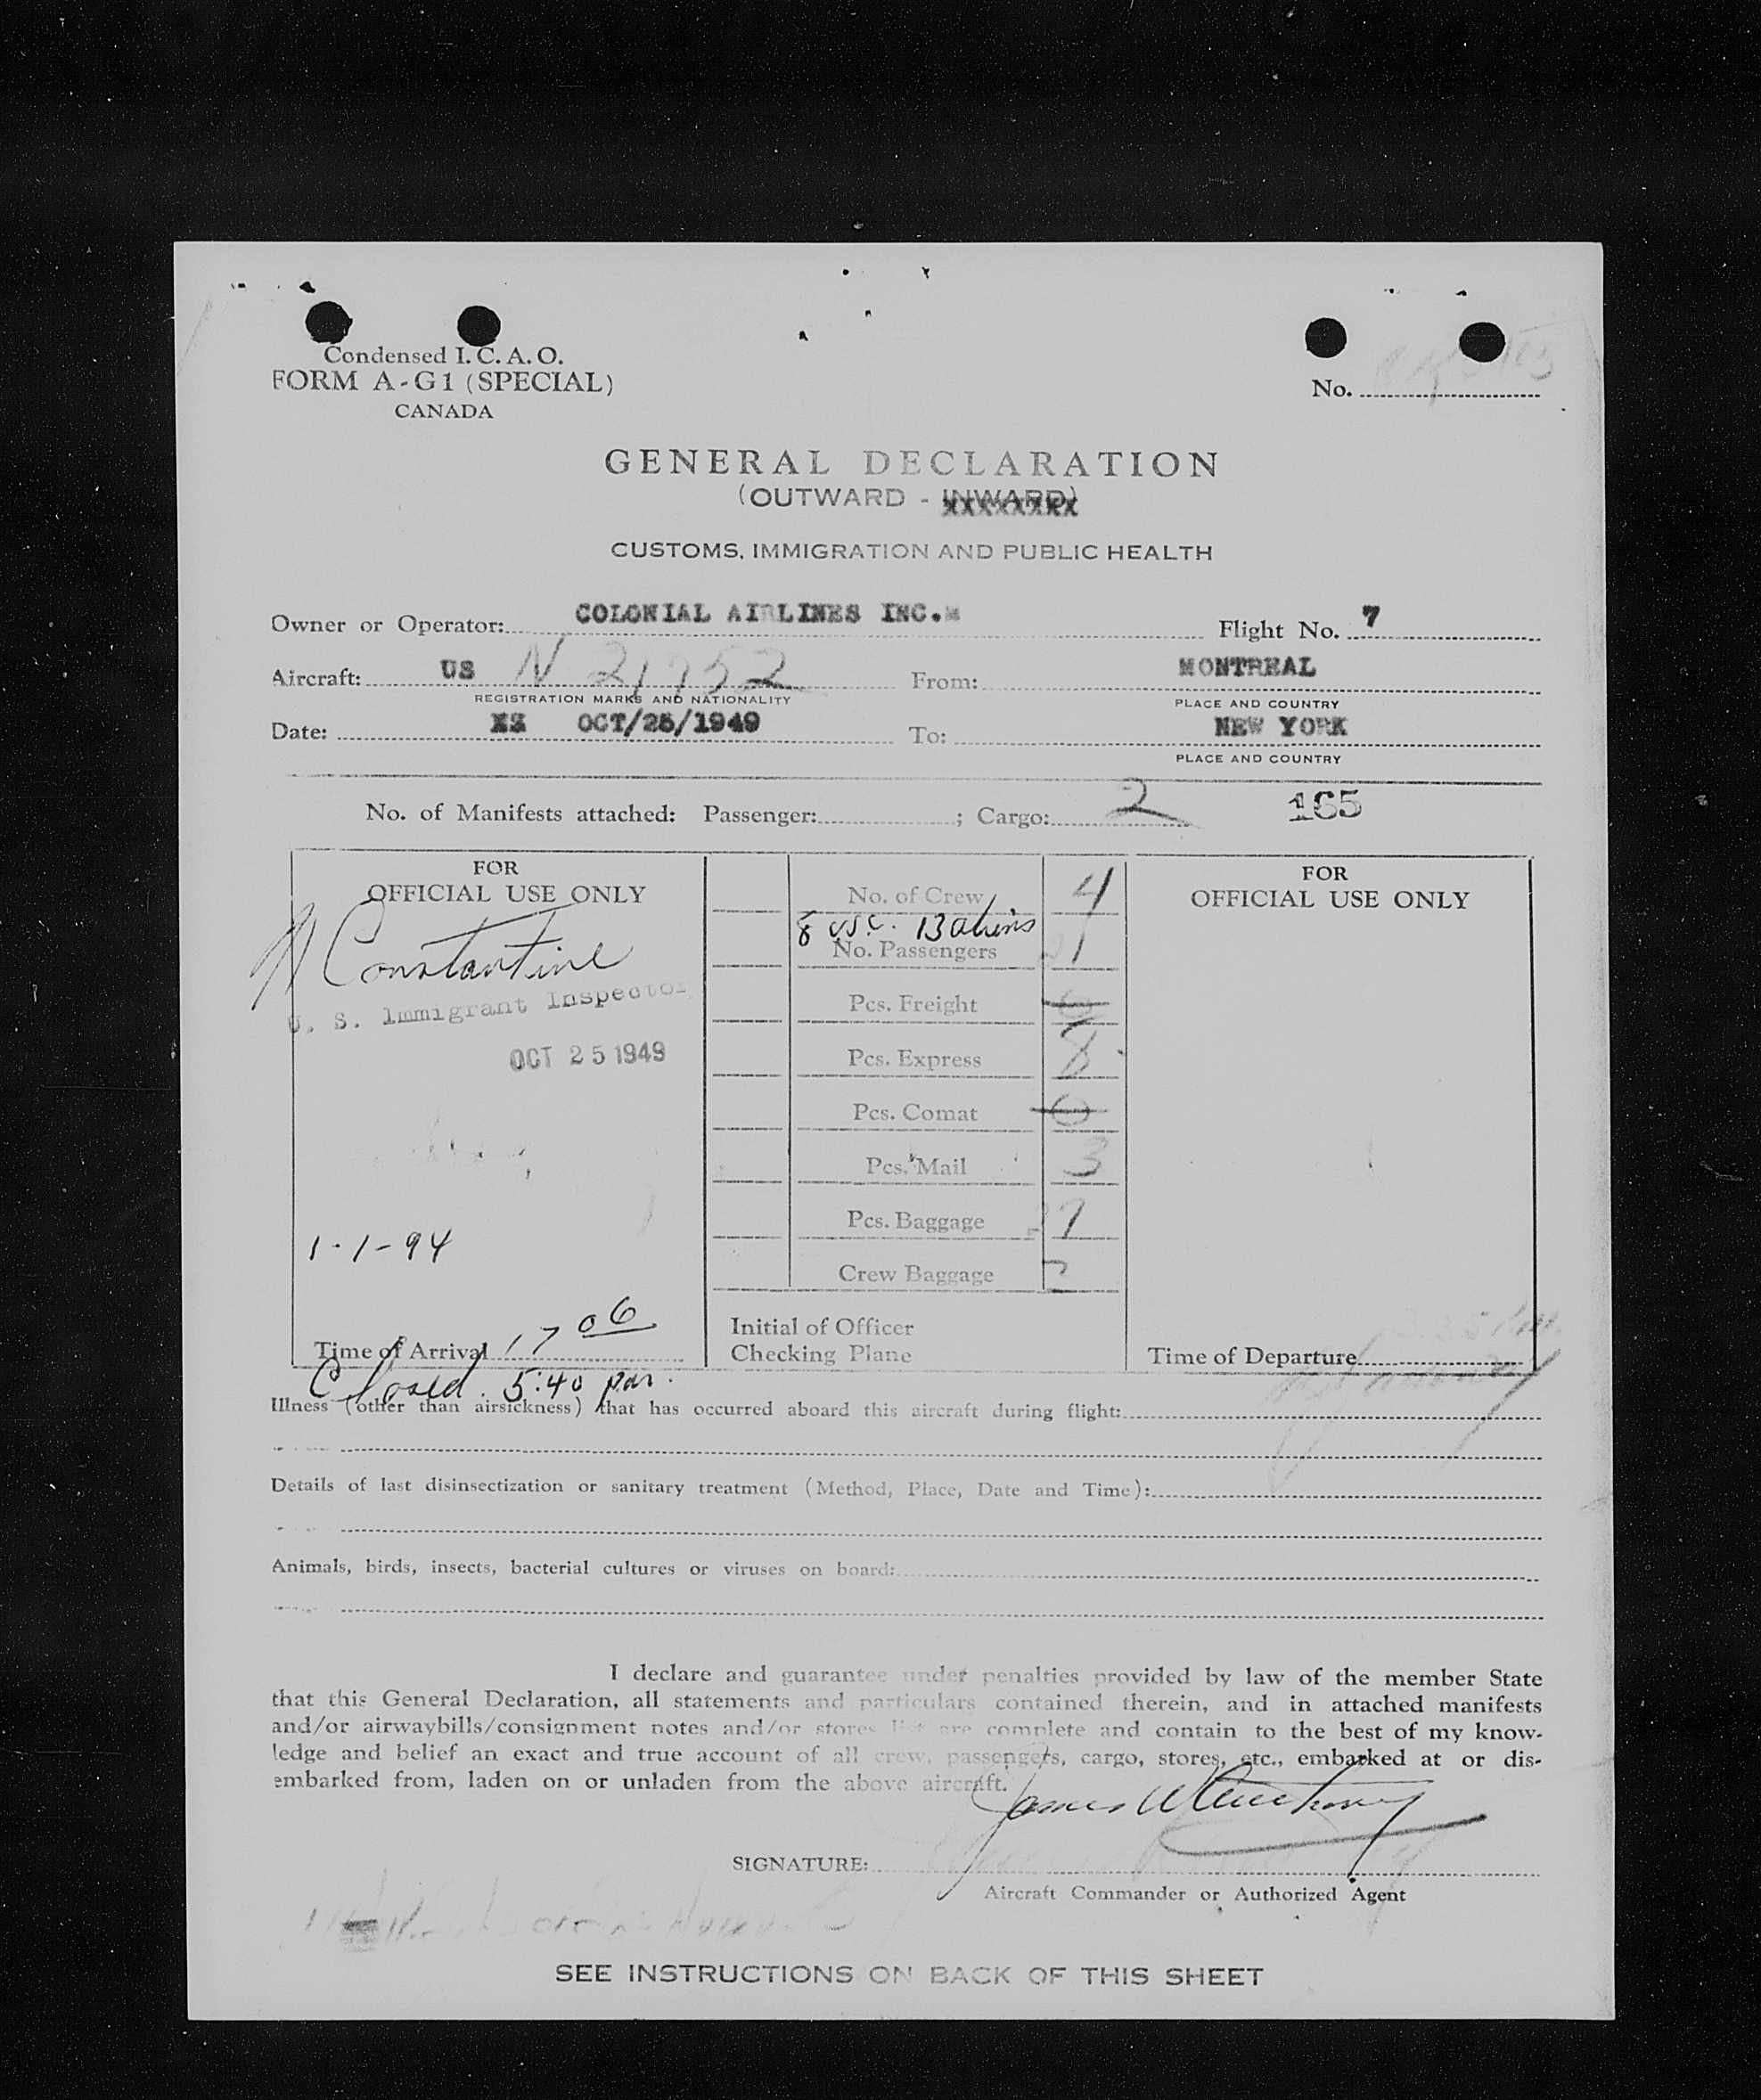 Condensed I. C. A. O.
FORM A-G1 (SPECIAL)
CANADA
No.
GENERAL DECLARATION
(OUTWARD - INWARD)
CUSTOMS, IMMIGRATION AND PUBLIC HEALTH
Owner or Operator: COLONIAL AIRLINES INC. Flight No. 7
Aircraft: US N 21752 From: MONTREAL
REGISTRATION MARKS AND NATIONALITY PLACE AND COUNTRY
Date: OCT/25/1949 To: NEW YORK
PLACE AND COUNTRY
No. of Manifests attached: Passenger: ; Cargo: 2 165
FOR
OFFICIAL USE ONLY
Constantine
U. S. Immigrant Inspector
OCT 25 1949
1-1-94
Time of Arrival 17 06
Closed. 5:40 pm.
No. of Crew 4
8 USC. 13 aliens
No. Passengers 21
Pcs. Freight 0
Pcs. Express 8
Pcs. Comat 0
Pcs. Mail 3
Pcs. Baggage
Crew Baggage
Initial of Officer
Checking Plane
FOR
OFFICIAL USE ONLY
Time of Departure
Illness (other than airsickness) that has occurred aboard this aircraft during flight:
Details of last disinsectization or sanitary treatment (Method, Place, Date and Time):
Animals, birds, insects, bacterial cultures or viruses on board:
I declare and guarantee under penalties provided by law of the member State
that this General Declaration, all statements and particulars contained therein, and in attached manifests
and/or airwaybills/consignment notes and/or stores list are complete and contain to the best of my know-
ledge and belief an exact and true account of all crew, passengers, cargo, stores, etc., embarked at or dis-
embarked from, laden on or unladen from the above aircraft.
James
SIGNATURE:
Aircraft Commander or Authorized Agent
SEE INSTRUCTIONS ON BACK OF THIS SHEET